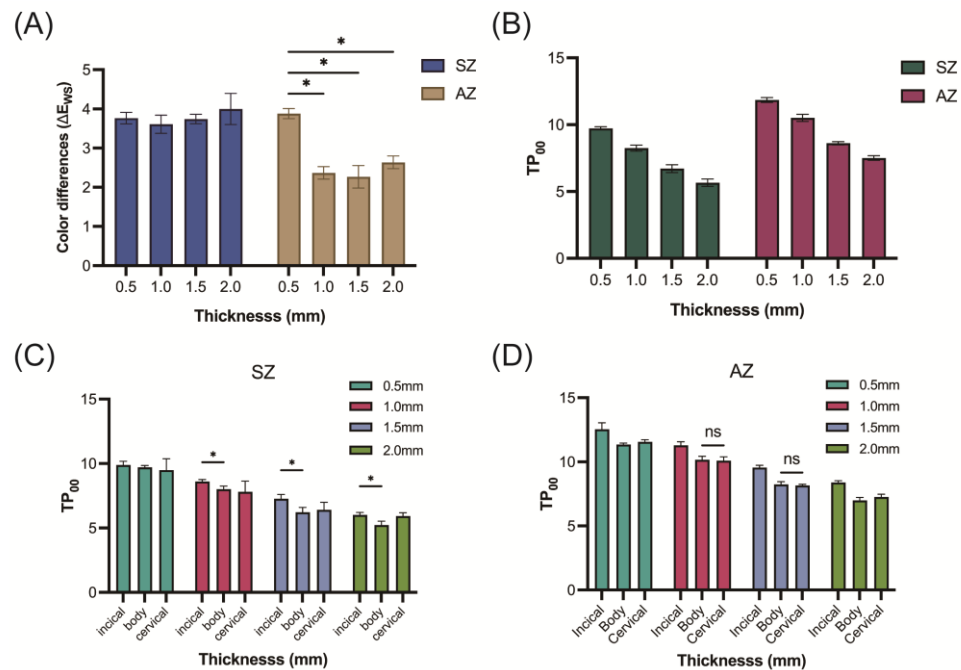 (A)
SZ
AZ
*
*
*
Color differences (ΔEWS)
5
4
3
2
1
0
0.5 1.0 1.5 2.0 0.5 1.0 1.5 2.0
Thicknesss (mm)
(B)
SZ
AZ
TP00
15
10
5
0
0.5 1.0 1.5 2.0 0.5 1.0 1.5 2.0
Thicknesss (mm)
(C)
SZ
0.5mm
1.0mm
1.5mm
2.0mm
TP00
15
10
5
0
*
*
*
incical body cervical incical body cervical incical body cervical incical body cervical
Thicknesss (mm)
(D)
AZ
0.5mm
1.0mm
1.5mm
2.0mm
TP00
15
10
5
0
ns
ns
Incical Body Cervical Incical Body Cervical Incical Body Cervical Incical Body Cervical
Thicknesss (mm)